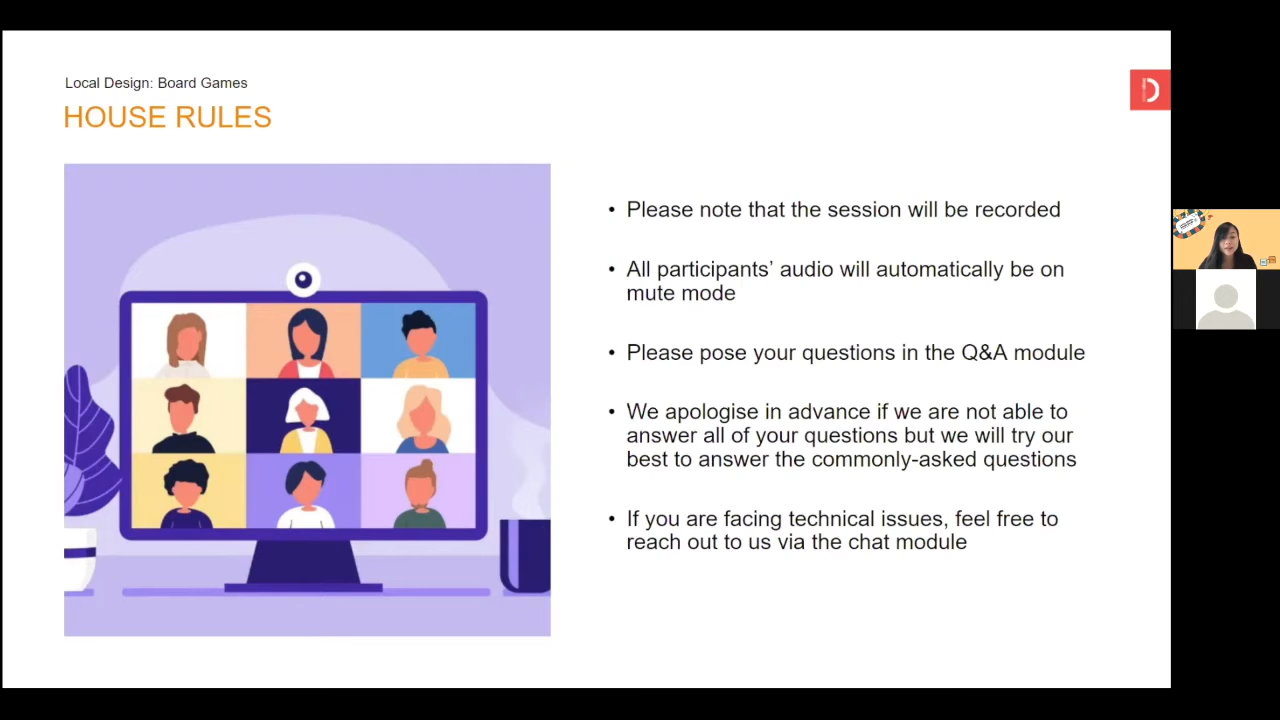 Local Design: Board Games
HOUSE RULES
• Please note that the session will be recorded
• All participants’ audio will automatically be on
mute mode
• Please pose your questions in the Q&A module
• We apologise in advance if we are not able to
answer all of your questions but we will try our
best to answer the commonly-asked questions
• If you are facing technical issues, feel free to
reach out to us via the chat module